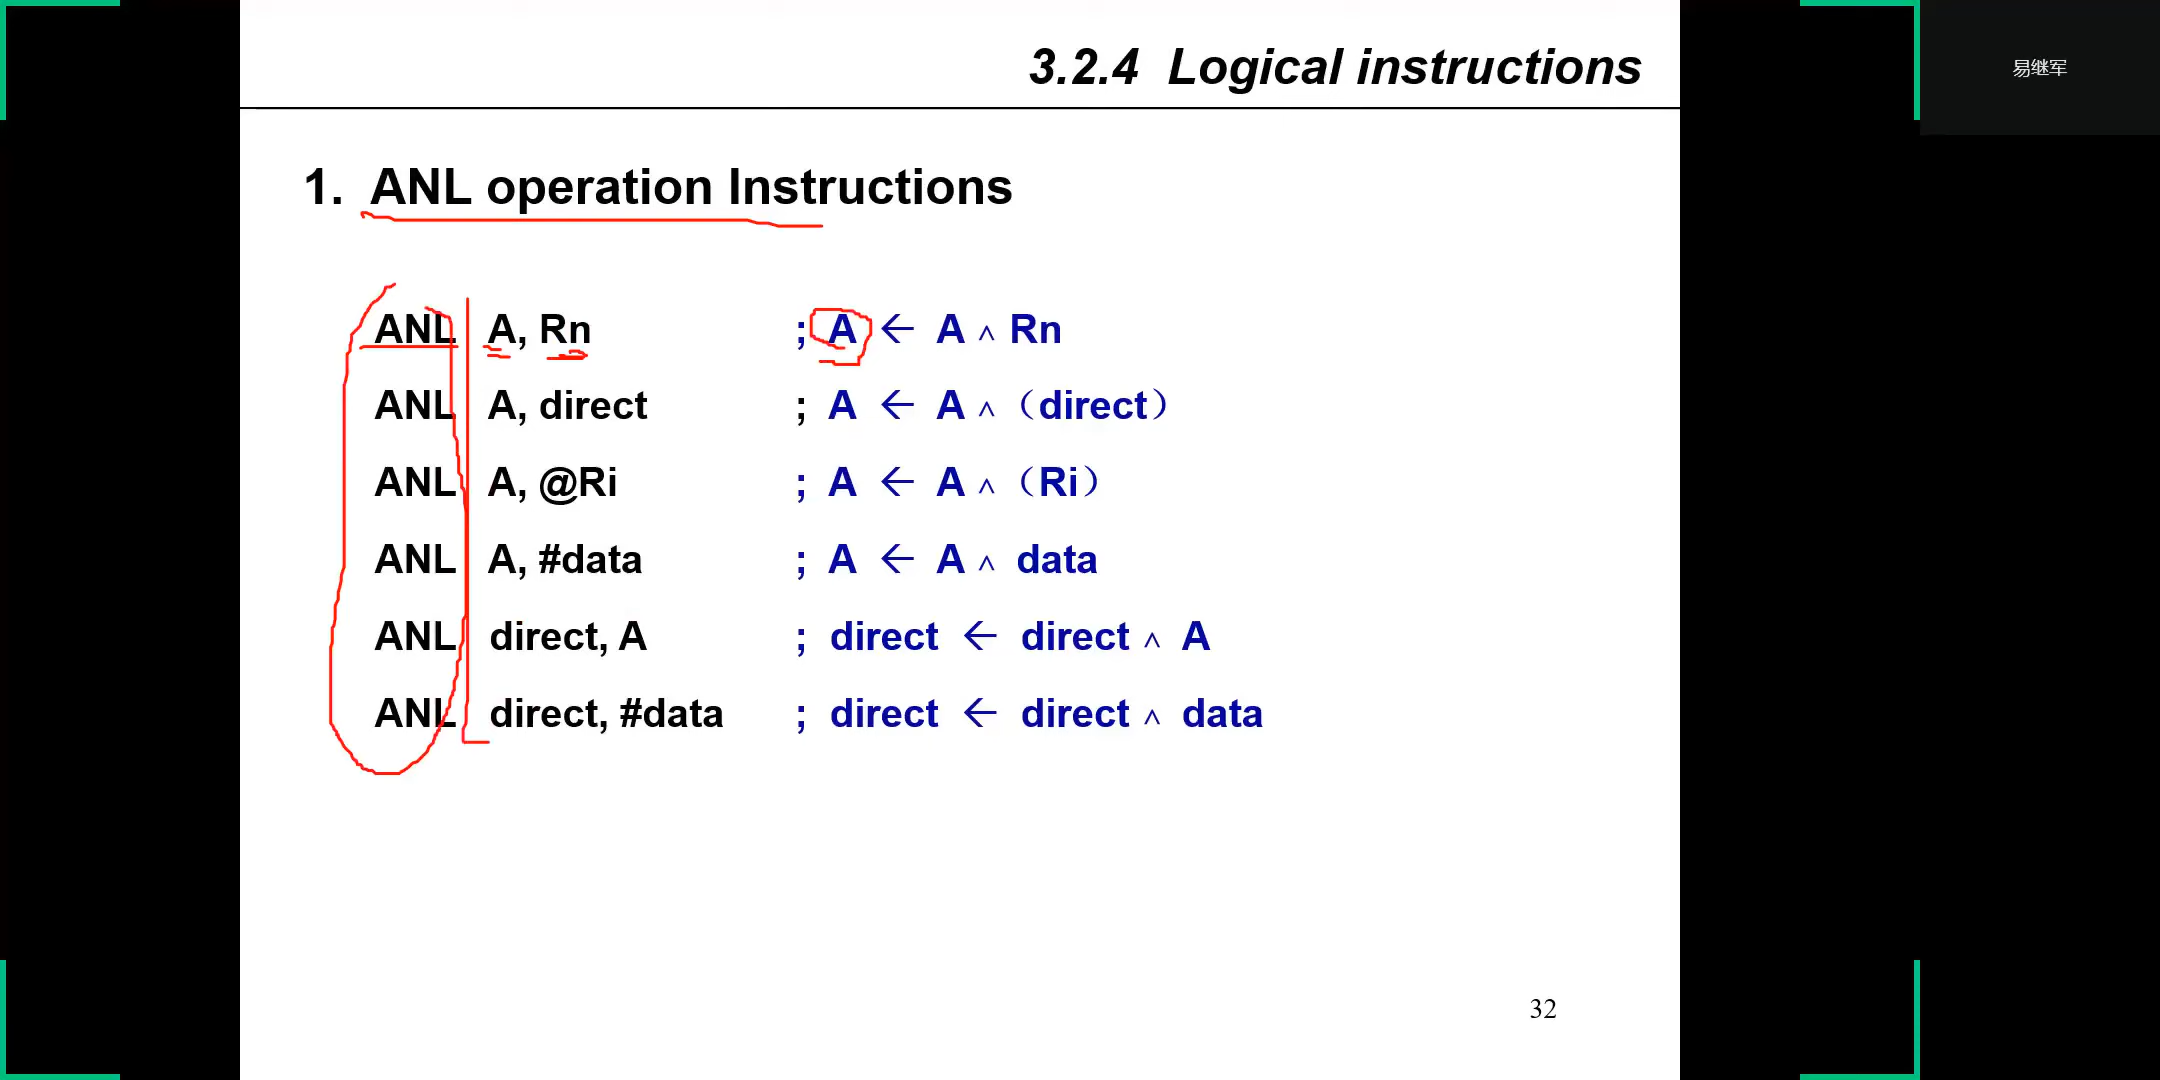 3.2.4 Logical instructions
易继军
1. ANL operation Instructions
ANL A, Rn ; A ← A ∧ Rn
ANL A, direct ; A ← A ∧（direct）
ANL A, @Ri ; A ← A ∧（Ri）
ANL A, #data ; A ← A ∧ data
ANL direct, A ; direct ← direct ∧ A
ANL direct, #data ; direct ← direct ∧ data
32